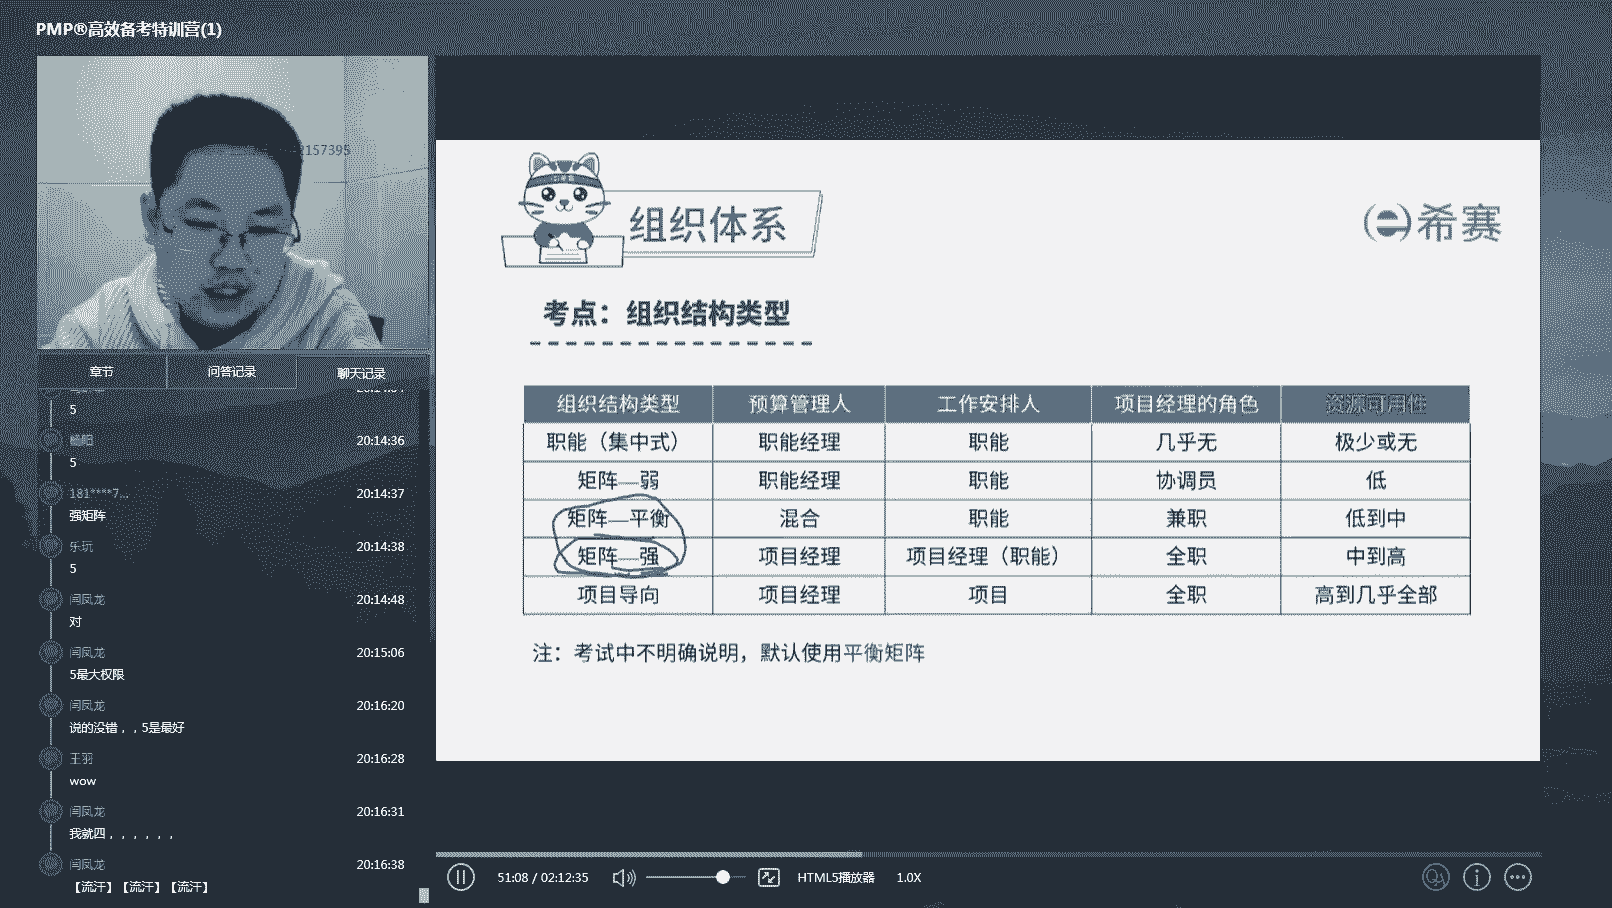 PMP®高效备考特训营(1)
2157395
章节 问答记录 聊天记录
5
杨阳 20:14:36
5
181****7... 20:14:37
强矩阵
乐玩 20:14:38
5
闫凤龙 20:14:48
对
闫凤龙 20:15:06
5是最大权限
闫凤龙 20:16:20
说的没错，，5是最好
王羽 20:16:28
wow
闫凤龙 20:16:31
我就四，，，，，，
闫凤龙 20:16:38
【流汗】【流汗】【流汗】
组织体系
希赛
考点：组织结构类型
组织结构类型 预算管理人 工作安排人 项目经理的角色 资源可用性
职能（集中式） 职能经理 职能 几乎无 极少或无
矩阵—弱 职能经理 职能 协调员 低
矩阵—平衡 混合 职能 兼职 低到中
矩阵—强 项目经理 项目经理（职能） 全职 中到高
项目导向 项目经理 项目 全职 高到几乎全部
注：考试中不明确说明，默认使用平衡矩阵
51:08 / 02:12:35 HTML5播放器 1.0X